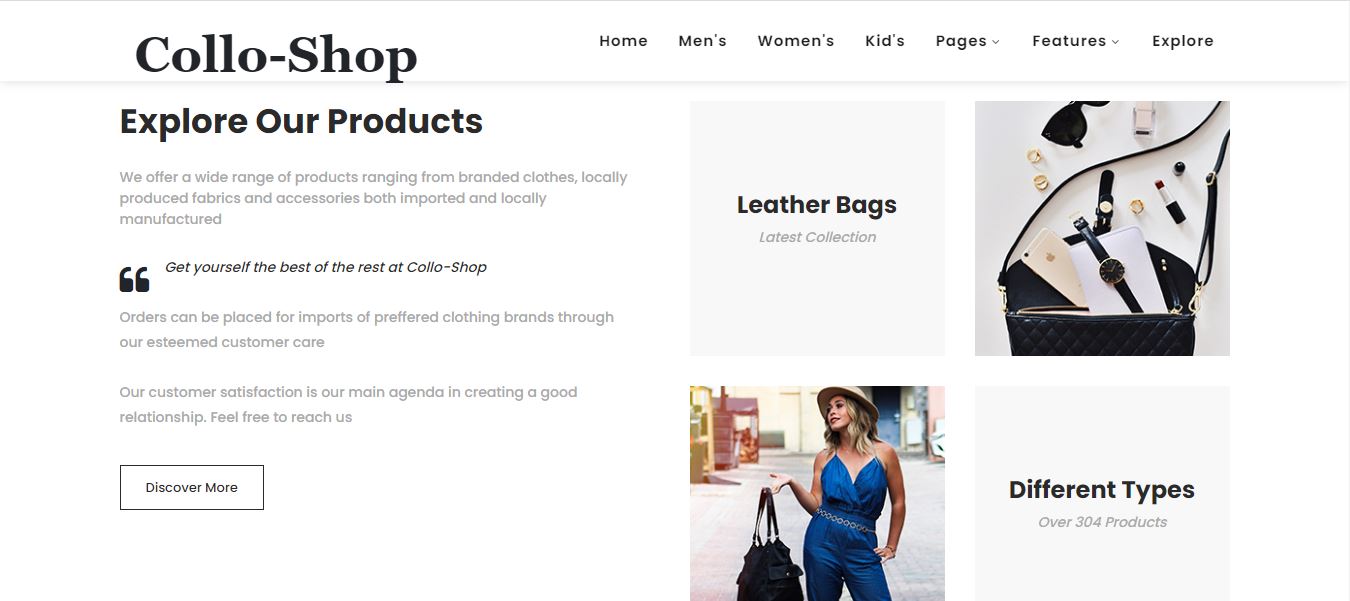 Collo-Shop
Home Men's Women's Kid's Pages Features Explore
Explore Our Products
We offer a wide range of products ranging from branded clothes, locally
produced fabrics and accessories both imported and locally
manufactured
Get yourself the best of the rest at Collo-Shop
Orders can be placed for imports of preffered clothing brands through
our esteemed customer care
Our customer satisfaction is our main agenda in creating a good
relationship. Feel free to reach us
Discover More
Leather Bags
Latest Collection
Different Types
Over 304 Products